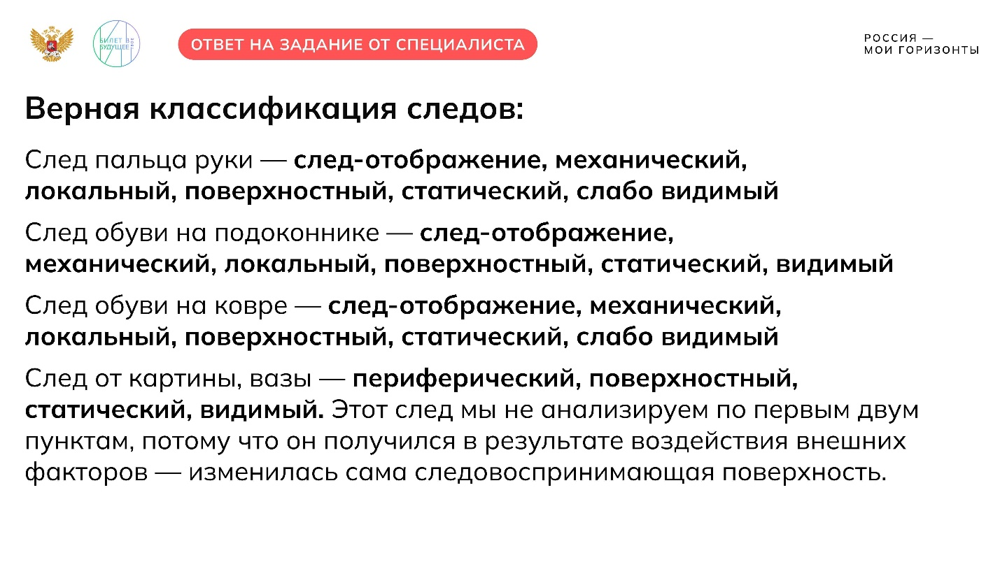 БИЛЕТ В
БУДУЩЕЕ
ОТВЕТ НА ЗАДАНИЕ ОТ СПЕЦИАЛИСТА
РОССИЯ —
МОИ ГОРИЗОНТЫ
Верная классификация следов:
След пальца руки — след-отображение, механический,
локальный, поверхностный, статический, слабо видимый
След обуви на подоконнике — след-отображение,
механический, локальный, поверхностный, статический, видимый
След обуви на ковре — след-отображение, механический,
локальный, поверхностный, статический, слабо видимый
След от картины, вазы — периферический, поверхностный,
статический, видимый. Этот след мы не анализируем по первым двум
пунктам, потому что он получился в результате воздействия внешних
факторов — изменилась сама следовоспринимающая поверхность.